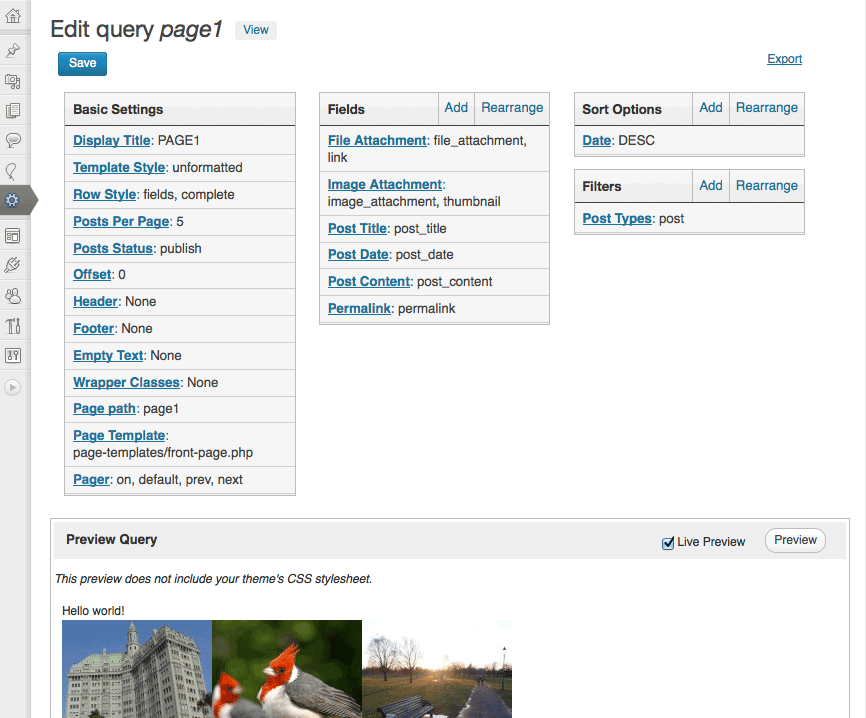 Edit query page1 View
Save
Export
Basic Settings
Display Title: PAGE1
Template Style: unformatted
Row Style: fields, complete
Posts Per Page: 5
Posts Status: publish
Offset: 0
Header: None
Footer: None
Empty Text: None
Wrapper Classes: None
Page path: page1
Page Template:
page-templates/front-page.php
Pager: on, default, prev, next
Fields Add Rearrange
File Attachment: file_attachment,
link
Image Attachment:
image_attachment, thumbnail
Post Title: post_title
Post Date: post_date
Post Content: post_content
Permalink: permalink
Sort Options Add Rearrange
Date: DESC
Filters Add Rearrange
Post Types: post
Preview Query
Live Preview Preview
This preview does not include your theme's CSS stylesheet.
Hello world!